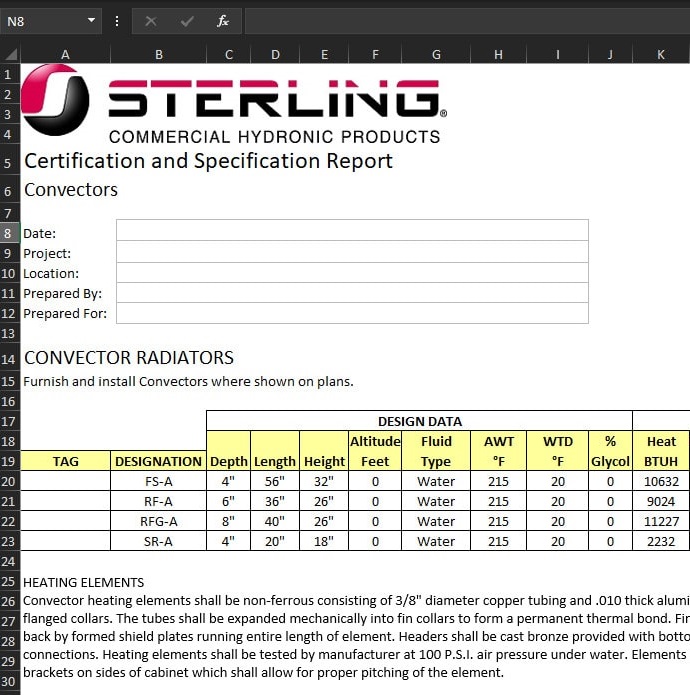 N8
fx
A B C D E F G H I J K
1
2
3
4
STERLING®
COMMERCIAL HYDRONIC PRODUCTS
5 Certification and Specification Report
6 Convectors
7
8 Date:
9 Project:
10 Location:
11 Prepared By:
12 Prepared For:
13
14 CONVECTOR RADIATORS
15 Furnish and install Convectors where shown on plans.
16
17 DESIGN DATA
18 Altitude Fluid AWT WTD % Heat
19 TAG DESIGNATION Depth Length Height Feet Type °F °F Glycol BTUH
20 FS-A 4" 56" 32" 0 Water 215 20 0 10632
21 RF-A 6" 36" 26" 0 Water 215 20 0 9024
22 RFG-A 8" 40" 26" 0 Water 215 20 0 11227
23 SR-A 4" 20" 18" 0 Water 215 20 0 2232
24
25 HEATING ELEMENTS
26 Convector heating elements shall be non-ferrous consisting of 3/8" diameter copper tubing and .010 thick alumi
27 flanged collars. The tubes shall be expanded mechanically into fin collars to form a permanent thermal bond. Fir
28 back by formed shield plates running entire length of element. Headers shall be cast bronze provided with botto
29 connections. Heating elements shall be tested by manufacturer at 100 P.S.I. air pressure under water. Elements
30 brackets on sides of cabinet which shall allow for proper pitching of the element.